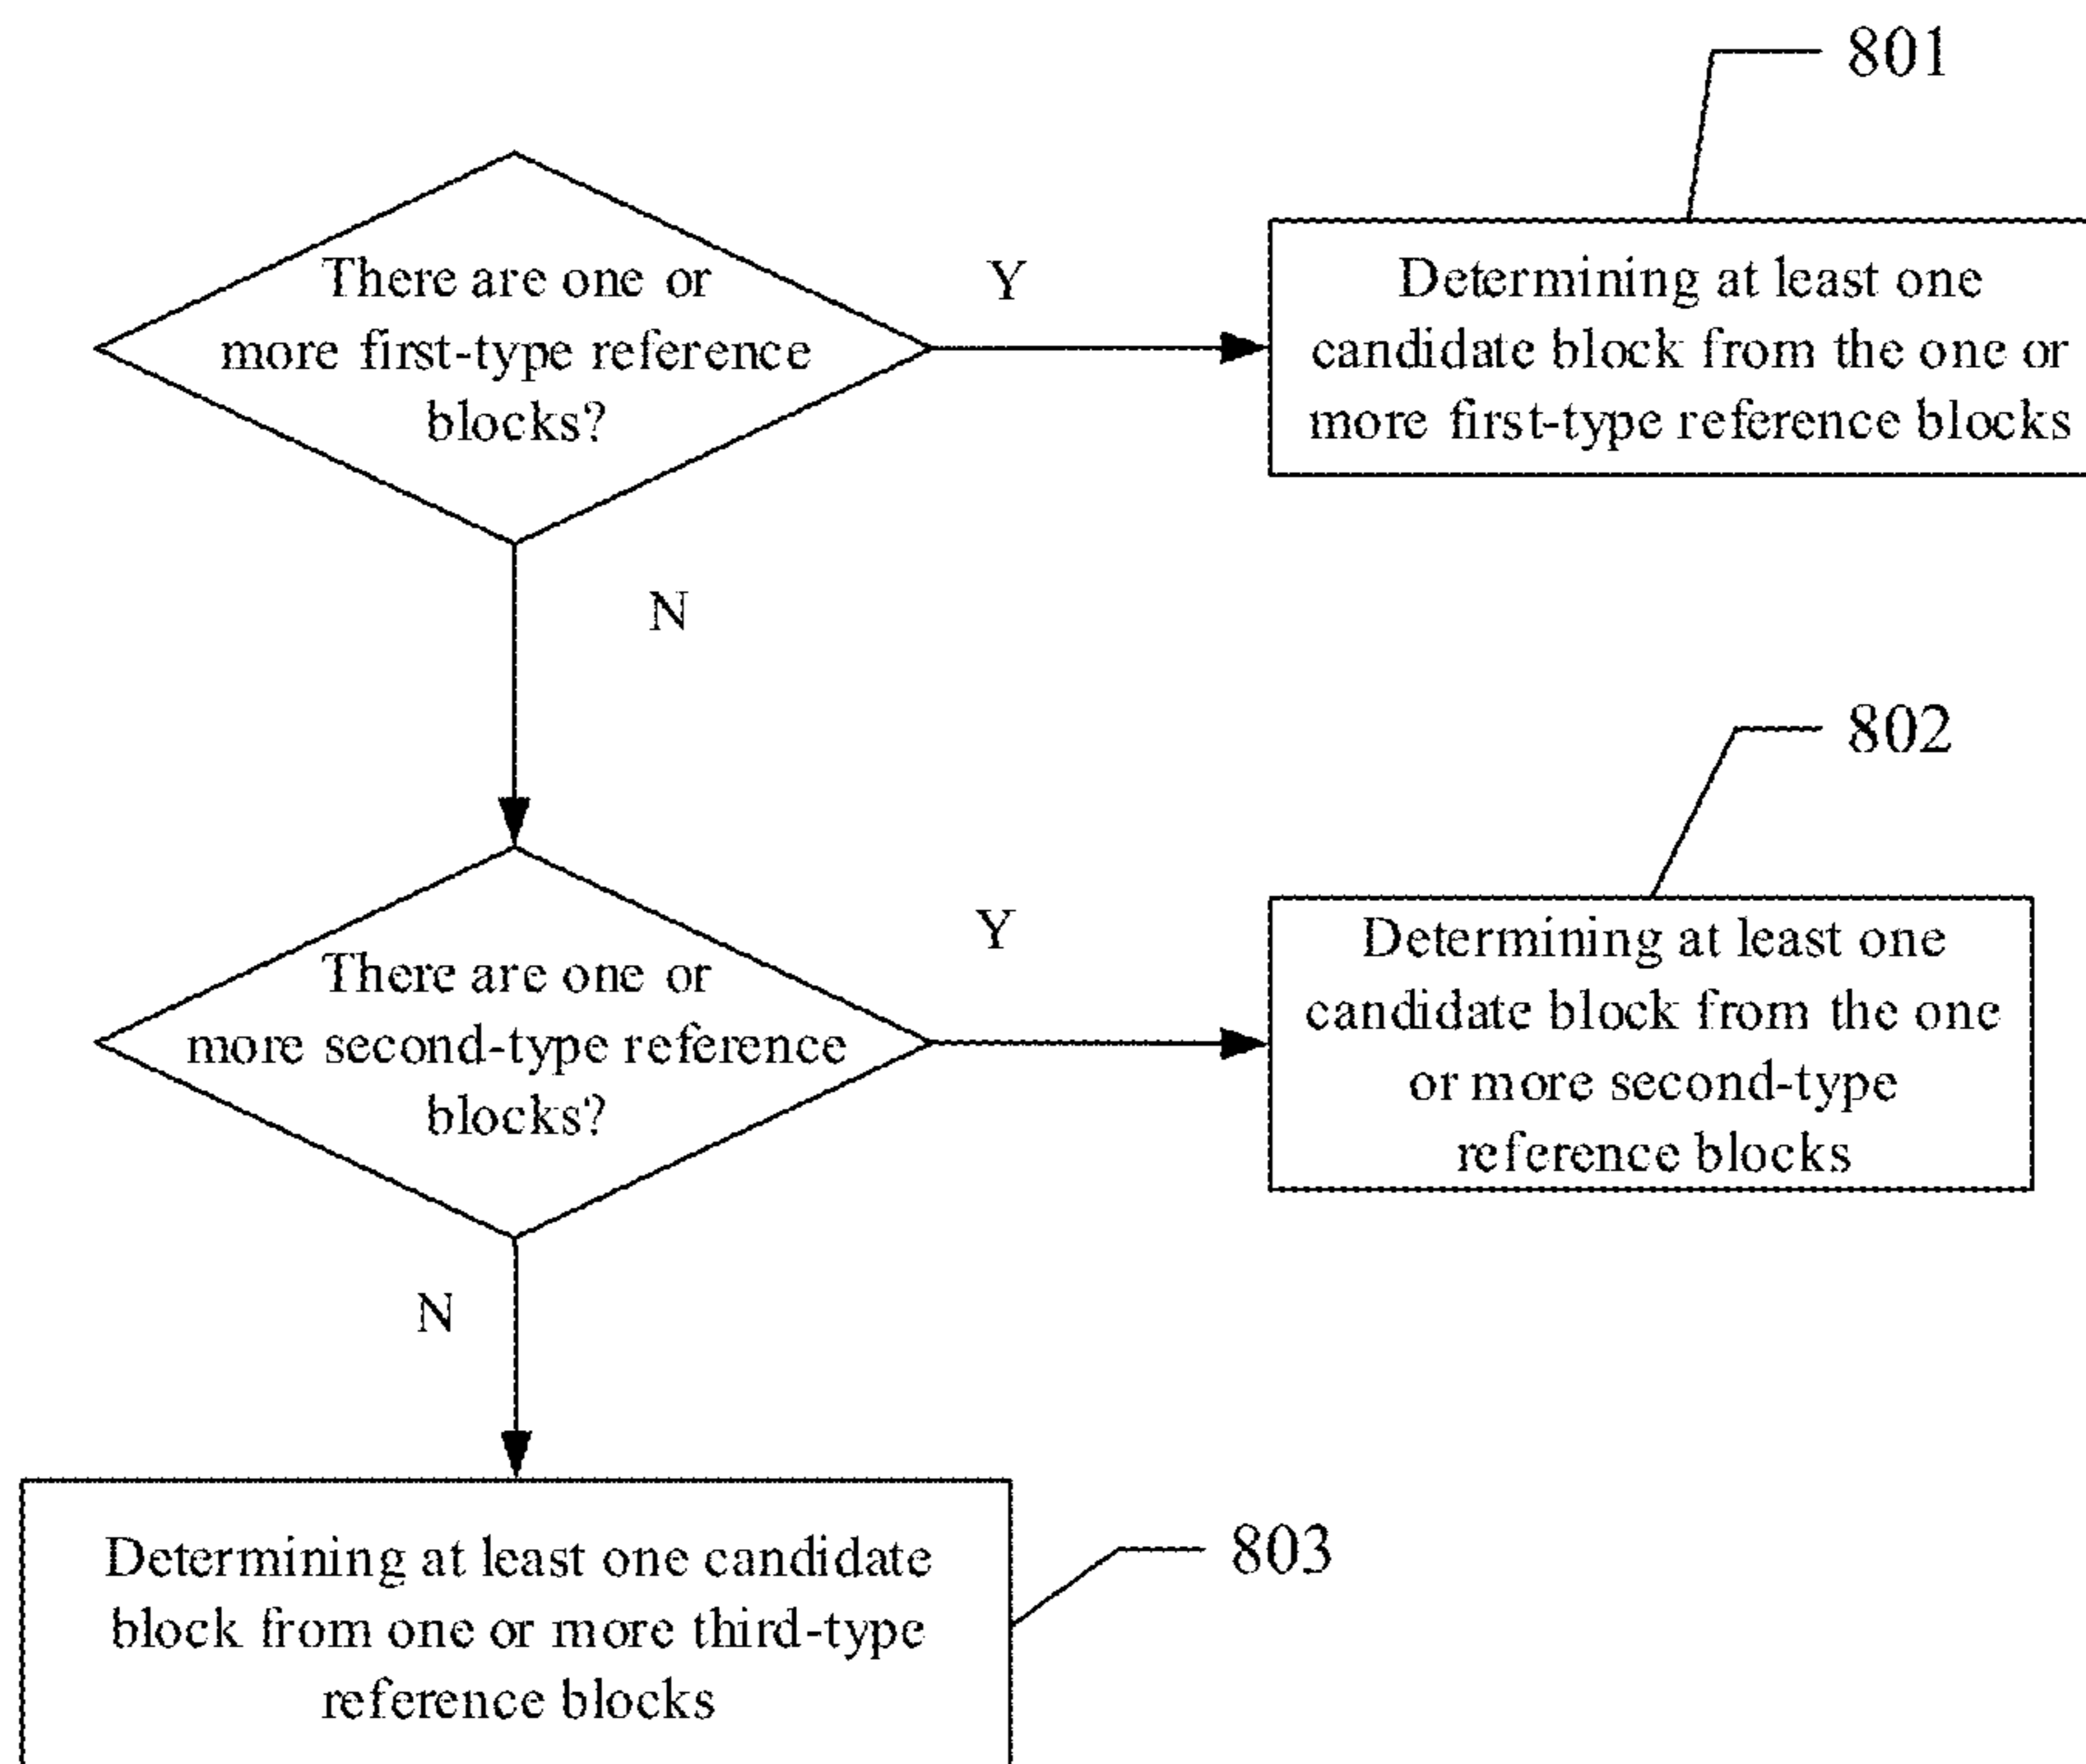 801
There are one or
more first-type reference
blocks?
Y
Determining at least one
candidate block from the one or
more first-type reference blocks
N
802
There are one or
more second-type reference
blocks?
Y
Determining at least one
candidate block from the one
or more second-type
reference blocks
N
Determining at least one candidate
block from one or more third-type
reference blocks
803